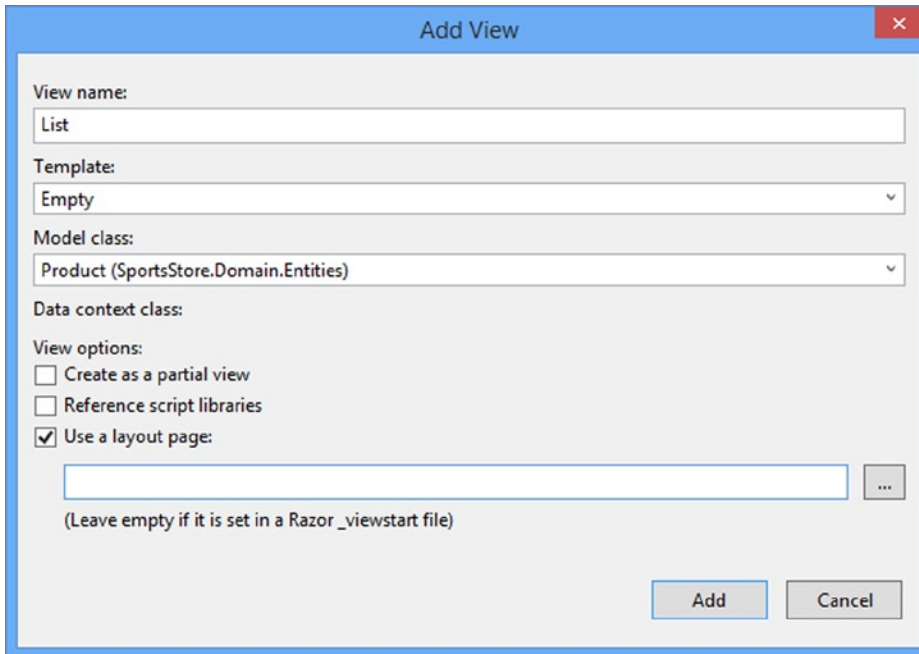 Add View
View name:
List
Template:
Empty
Model class:
Product (SportsStore.Domain.Entities)
Data context class:
View options:
Create as a partial view
Reference script libraries
Use a layout page:
...
(Leave empty if it is set in a Razor _viewstart file)
Add Cancel